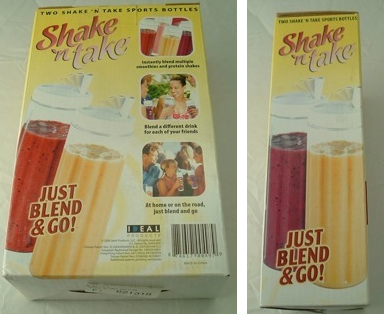 TWO SHAKE 'N TAKE SPORTS BOTTLES
Shake
'n take
Instantly blend multiple
smoothies and protein shakes
Blend a different drink
for each of your friends
At home or on the road,
just blend and go
JUST
BLEND
& GO!
IDEAL
PRODUCTS
TWO SHAKE 'N TAKE SPORTS BOTTLES
Shake
'n take
JUST
BLEND
& GO!